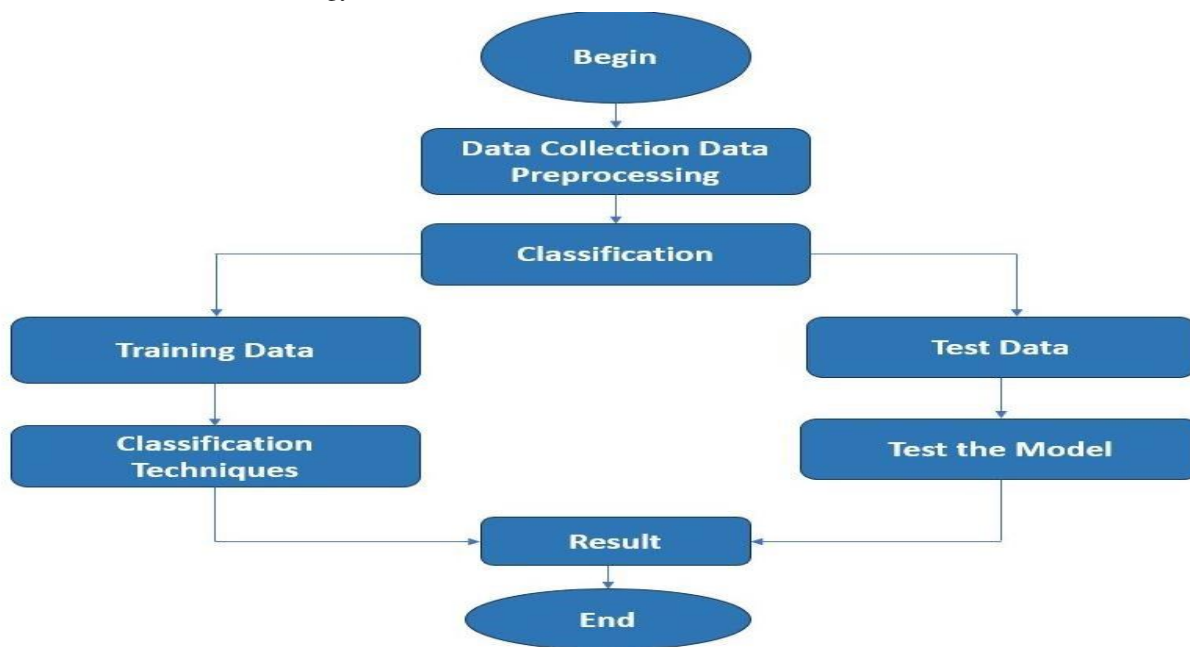 Begin
Data Collection Data
Preprocessing
Classification
Training Data
Test Data
Classification
Techniques
Test the Model
Result
End